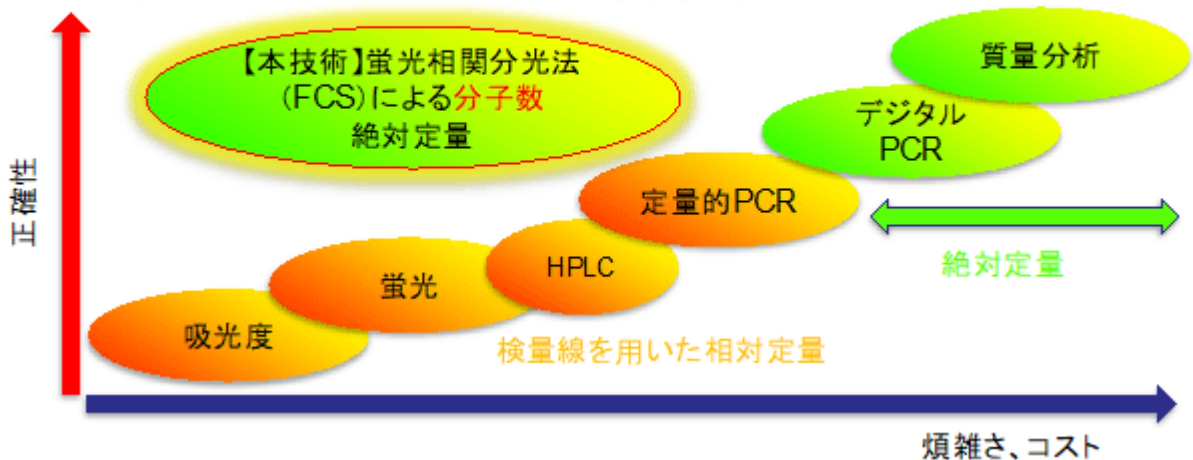 【本技術】蛍光相関分光法
(FCS)による分子数
絶対定量
質量分析
デジタル
PCR
定量的PCR
HPLC
蛍光
吸光度
絶対定量
検量線を用いた相対定量
正確性
煩雑さ、コスト